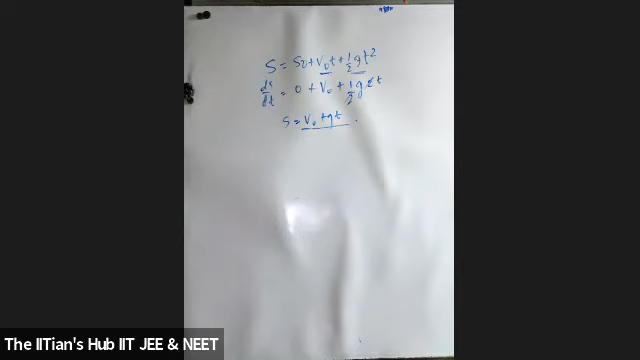 S = S0 + V0t + 1/2 gt2
ds/dt = 0 + V0 + 1/2 g2t
S = V0 + gt.
The IITian's Hub IIT JEE & NEET